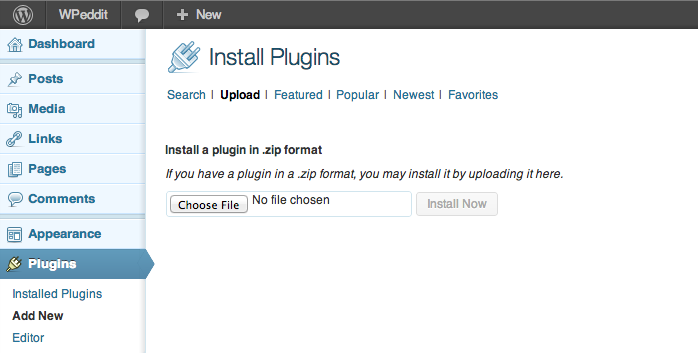 WPeddit
New
Dashboard
Posts
Media
Links
Pages
Comments
Appearance
Plugins
Installed Plugins
Add New
Editor
Install Plugins
Search | Upload | Featured | Popular | Newest | Favorites
Install a plugin in .zip format
If you have a plugin in a .zip format, you may install it by uploading it here.
Choose File No file chosen Install Now